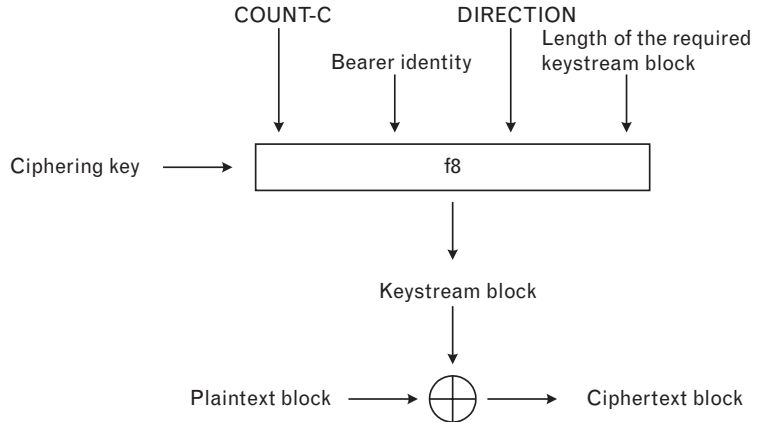 COUNT-C
DIRECTION
Bearer identity
Length of the required
keystream block
Ciphering key
f8
Keystream block
Plaintext block
Ciphertext block